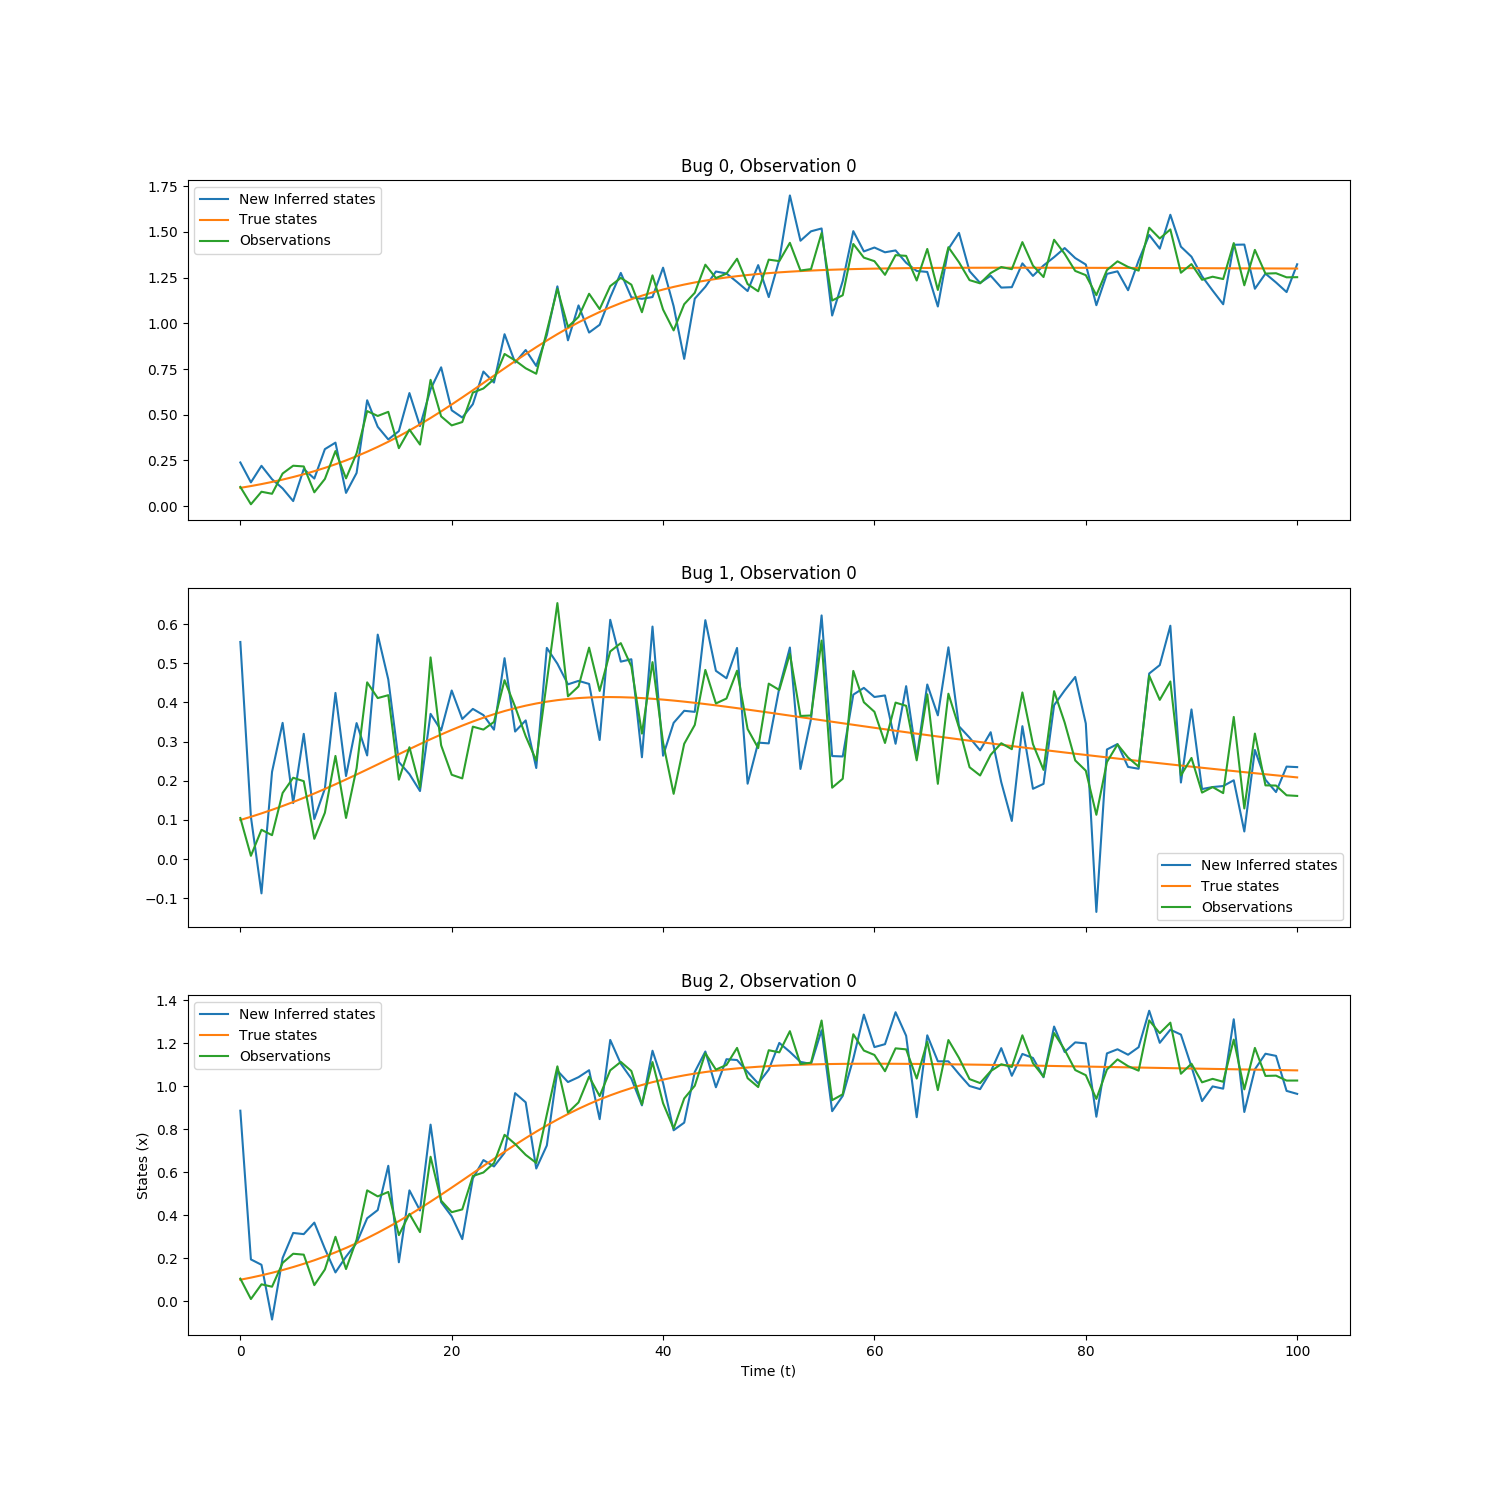 Bug 0, Observation 0
1.75
1.50
1.25
1.00
0.75
0.50
0.25
0.00
New Inferred states
True states
Observations
Bug 1, Observation 0
0.6
0.5
0.4
0.3
0.2
0.1
0.0
−0.1
New Inferred states
True states
Observations
Bug 2, Observation 0
States (x)
1.4
1.2
1.0
0.8
0.6
0.4
0.2
0.0
New Inferred states
True states
Observations
0 20 40 60 80 100
Time (t)